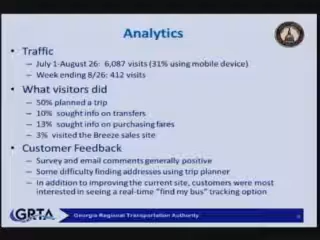 Analytics
• Traffic
– July 1-August 26: 6,087 visits (31% using mobile device)
– Week ending 8/26: 412 visits
• What visitors did
– 50% planned a trip
– 10% sought info on transfers
– 13% sought info on purchasing fares
– 3% visited the Breeze sales site
• Customer Feedback
– Survey and email comments generally positive
– Some difficulty finding addresses using trip planner
– In addition to improving the current site, customers were most
interested in seeing a real-time "find my bus" tracking option
GRTA Georgia Regional Transportation Authority